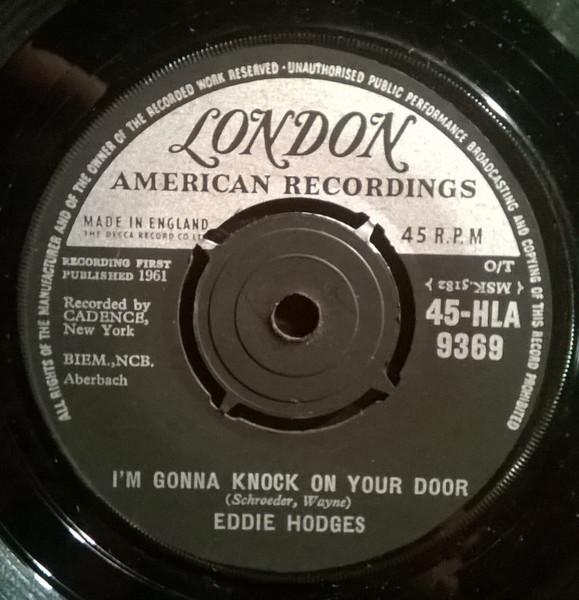 ALL RIGHTS OF THE MANUFACTURER AND OF THE OWNER OF THE RECORDED WORK RESERVED · UNAUTHORISED PUBLIC PERFORMANCE BROADCASTING AND COPYING OF THIS RECORD PROHIBITED
LONDON
AMERICAN RECORDINGS
MADE IN ENGLAND
THE DECCA RECORD CO LTD
45 R.P.M
RECORDING FIRST
PUBLISHED 1961
O/T
{ MSK.5182 }
Recorded by
CADENCE,
New York
45-HLA
9369
BIEM.,NCB.
Aberbach
I'M GONNA KNOCK ON YOUR DOOR
(Schroeder, Wayne)
EDDIE HODGES